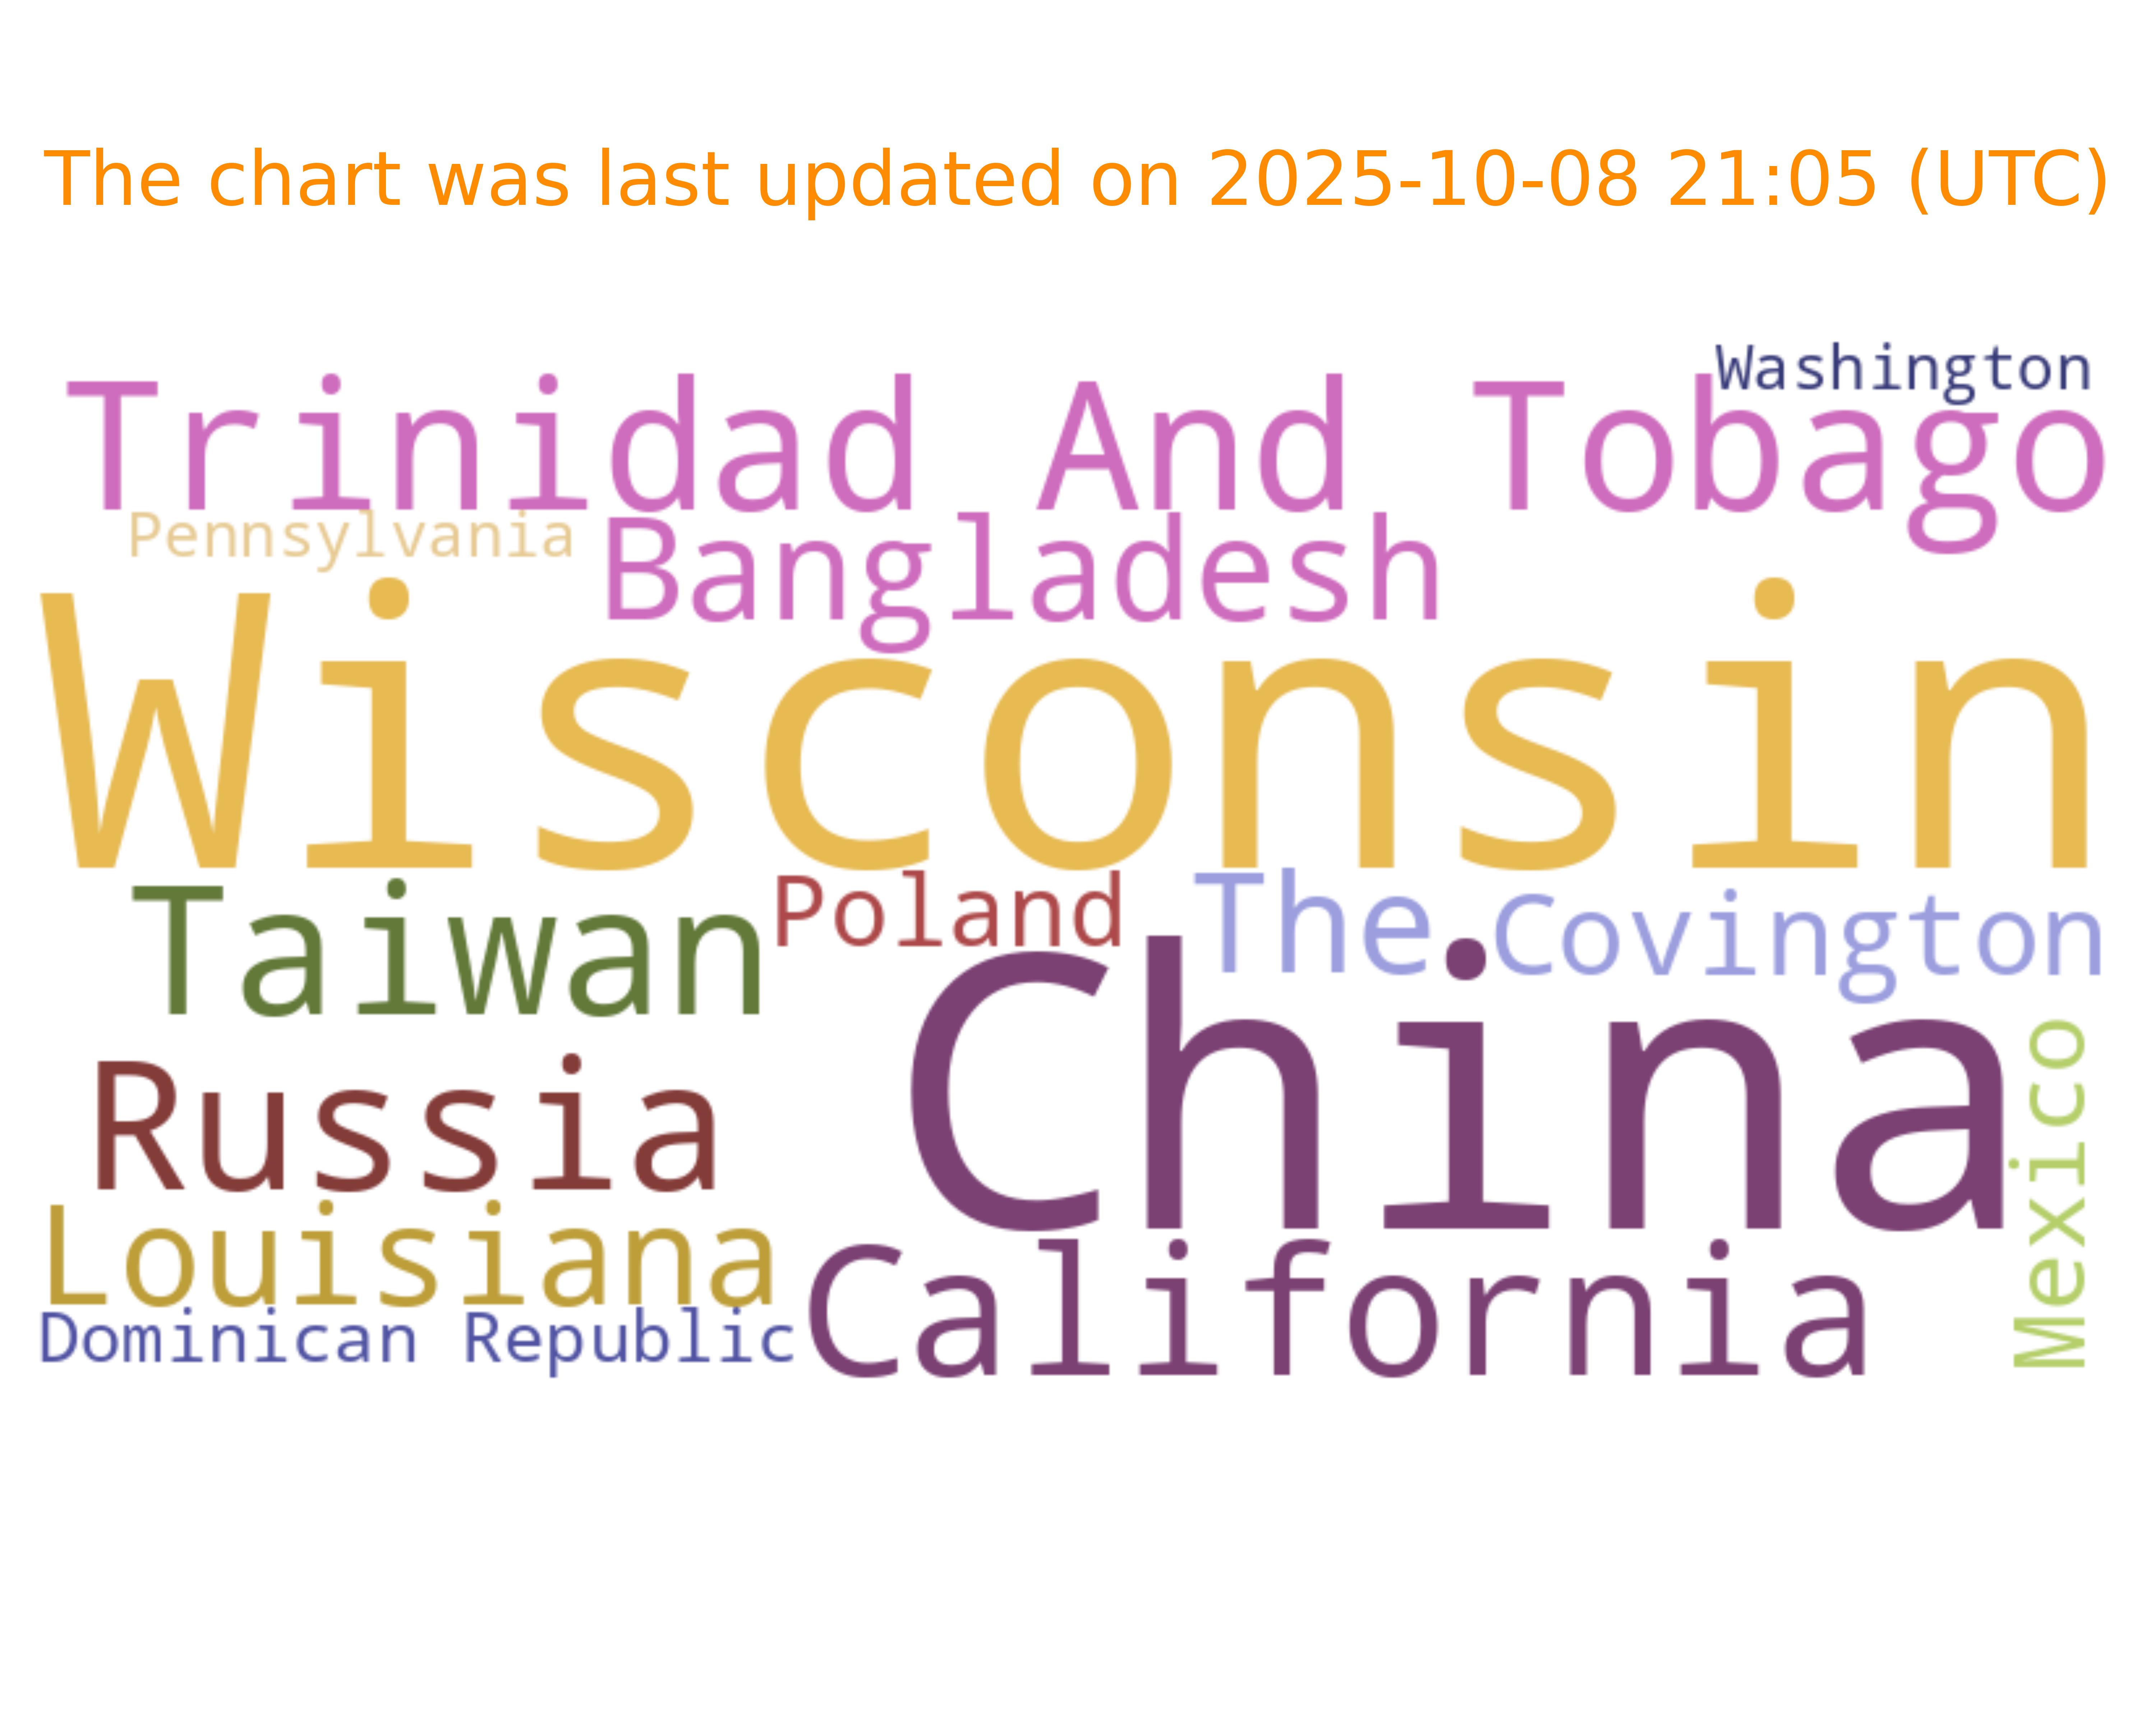 The chart was last updated on 2025-10-08 21:05 (UTC)
Washington
Trinidad And Tobago
Pennsylvania
Bangladesh
Wisconsin
Taiwan
Poland
The
Covington
China
Russia
Mexico
Louisiana
California
Dominican Republic